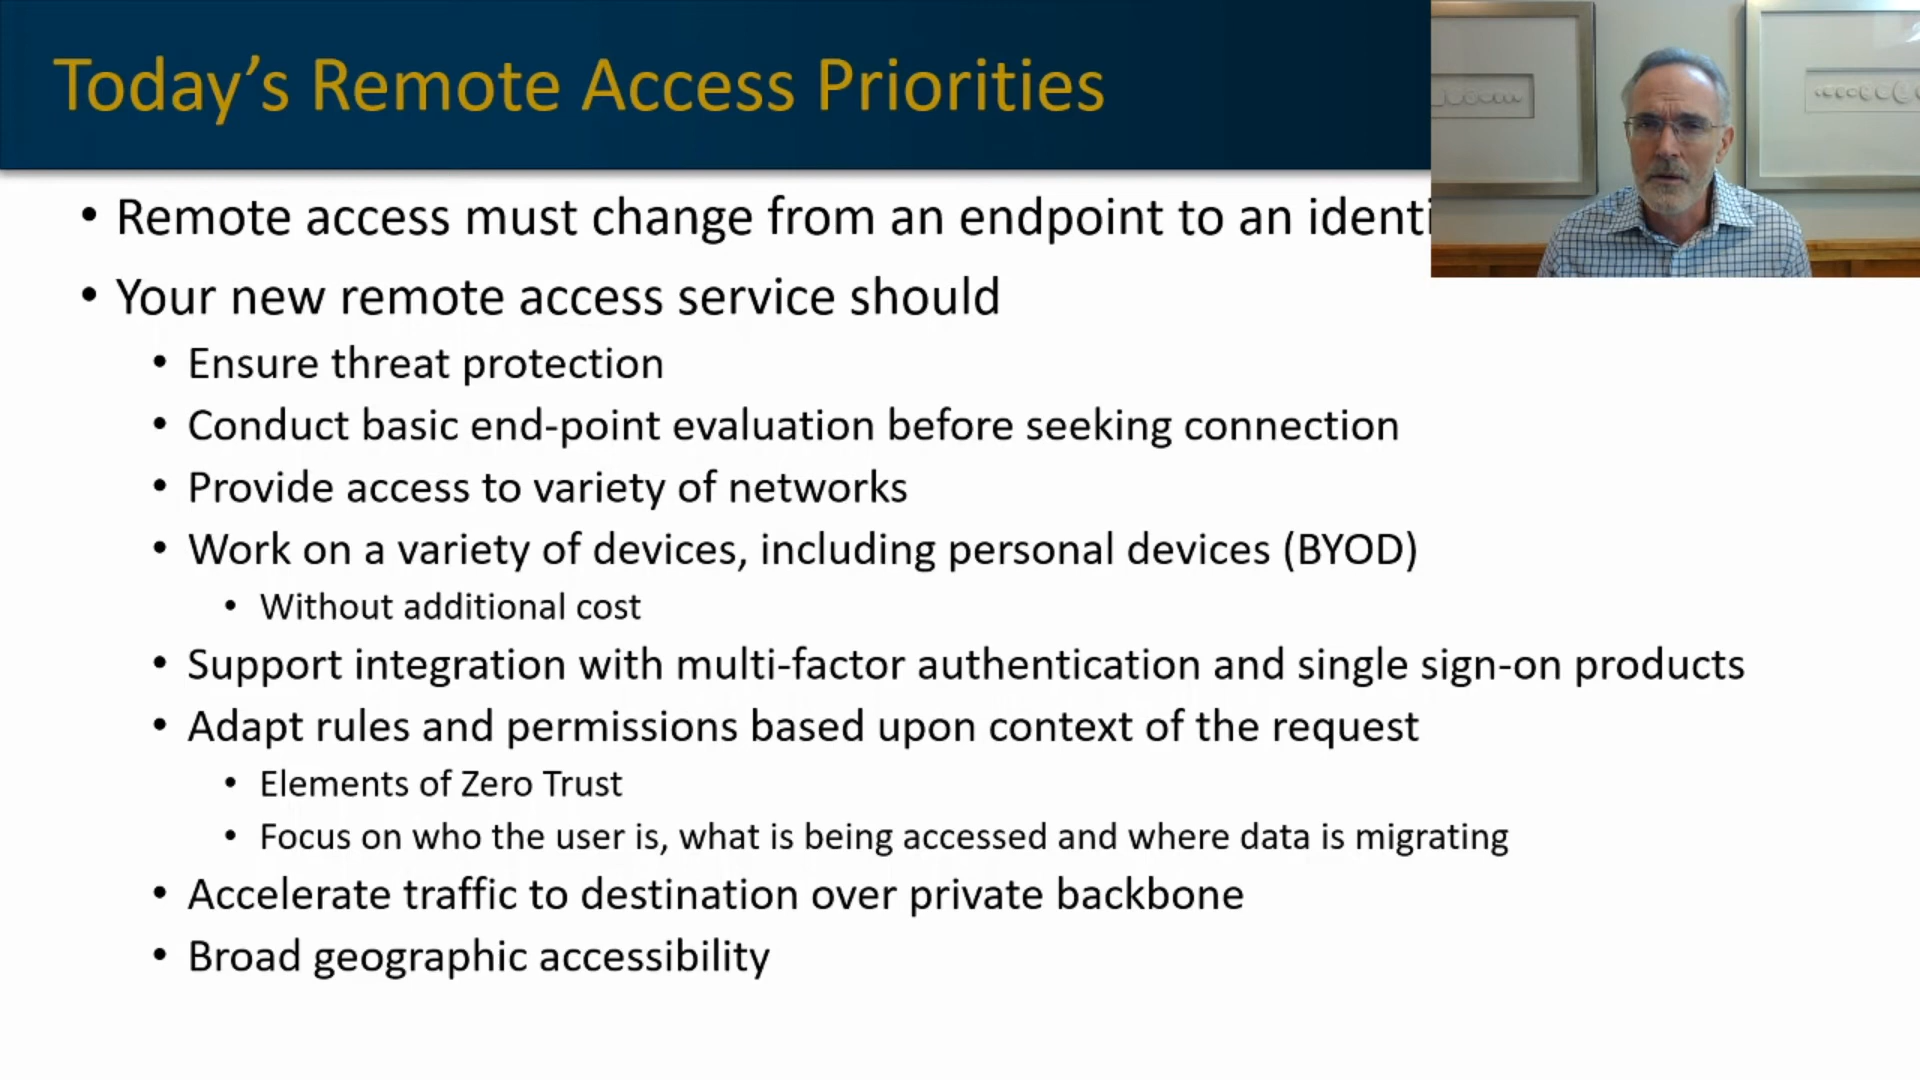 Today's Remote Access Priorities
• Remote access must change from an endpoint to an
• Your new remote access service should
• Ensure threat protection
• Conduct basic end-point evaluation before seeking connection
• Provide access to variety of networks
• Work on a variety of devices, including personal devices (BYOD)
• Without additional cost
• Support integration with multi-factor authentication and single sign-on products
• Adapt rules and permissions based upon context of the request
• Elements of Zero Trust
• Focus on who the user is, what is being accessed and where data is migrating
• Accelerate traffic to destination over private backbone
• Broad geographic accessibility